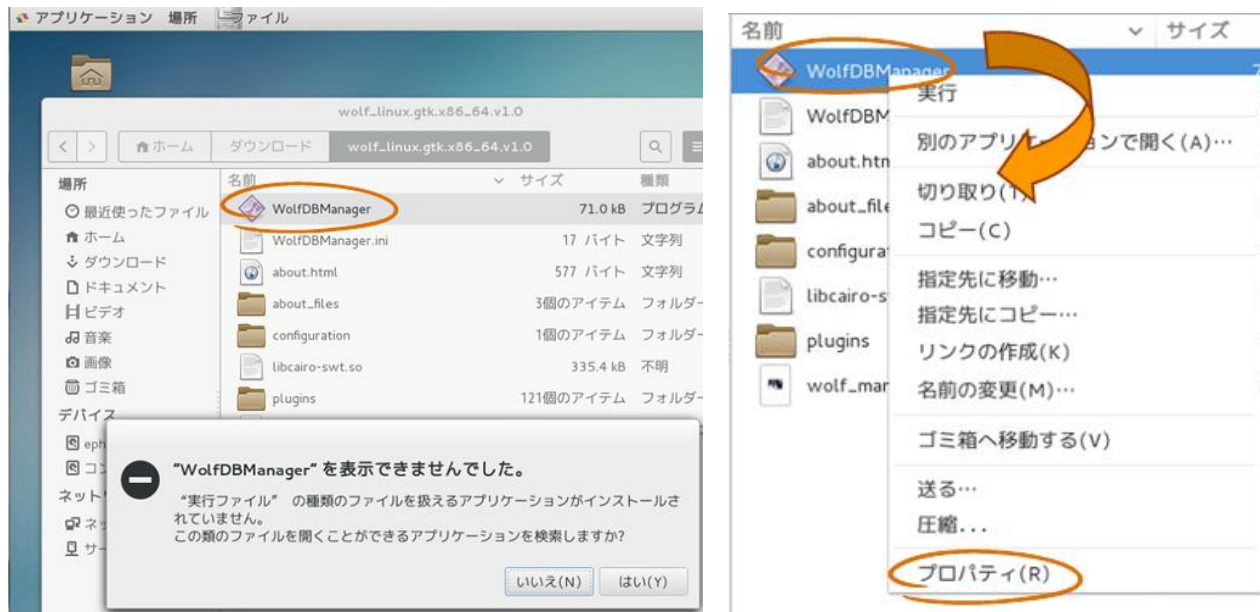 アプリケーション 場所 ファイル
wolf_linux.gtk.x86_64.v1.0
ホーム ダウンロード wolf_linux.gtk.x86_64.v1.0
場所
最近使ったファイル
ホーム
ダウンロード
ドキュメント
ビデオ
音楽
画像
ゴミ箱
デバイス
eph
コン
ネット
ネッ
サー
名前 サイズ 種類
WolfDBManager 71.0 kB プログラム
WolfDBManager.ini 17 バイト 文字列
about.html 577 バイト 文字列
about_files 3個のアイテム フォルダー
configuration 1個のアイテム フォルダー
libcairo-swt.so 335.4 kB 不明
plugins 121個のアイテム フォルダー
"WolfDBManager" を表示できませんでした。
"実行ファイル" の種類のファイルを扱えるアプリケーションがインストールさ
れていません。
この類のファイルを開くことができるアプリケーションを検索しますか?
いいえ(N) はい(Y)
名前 サイズ
WolfDBManager 7
WolfDBM
about.htm
about_file
configura
libcairo-s
plugins
wolf_mar
実行
別のアプリケーションで開く(A)…
切り取り(T)
コピー(C)
指定先に移動…
指定先にコピー…
リンクの作成(K)
名前の変更(M)…
ゴミ箱へ移動する(V)
送る…
圧縮...
プロパティ(R)